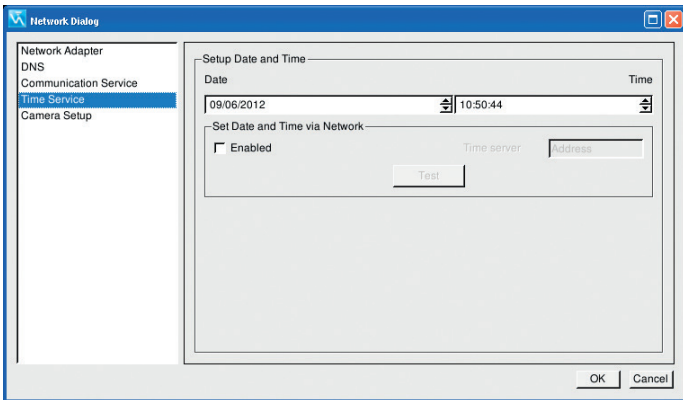 Network Dialog
Network Adapter
DNS
Communication Service
Time Service
Camera Setup
Setup Date and Time
Date Time
09/06/2012 10:50:44
Set Date and Time via Network
Enabled Time server Address
Test
OK Cancel